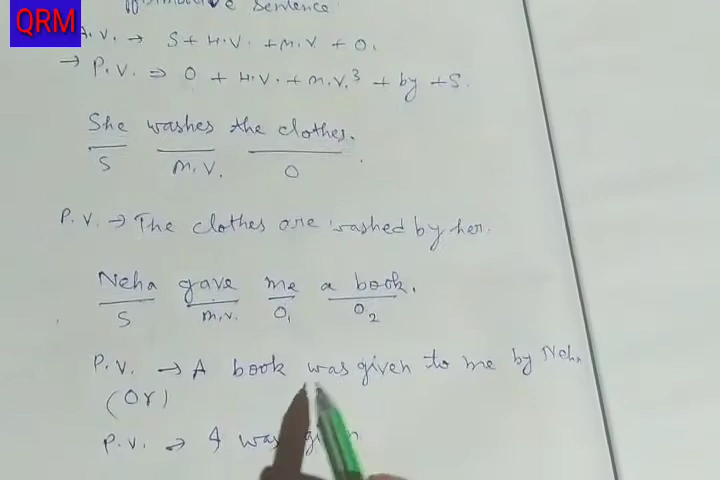 QRM
Sentence
A.V. → S + H.V. + M.V + O.
→ P.V. ⇒ O + H.V. + M.V.³ + by + S.
She washes the clothes.
S M.V. O
P.V. → The clothes are washed by her.
Neha gave me a book.
S M.V. O₁ O₂
P.V. → A book was given to me by Neha
(Or)
P.V. → I was